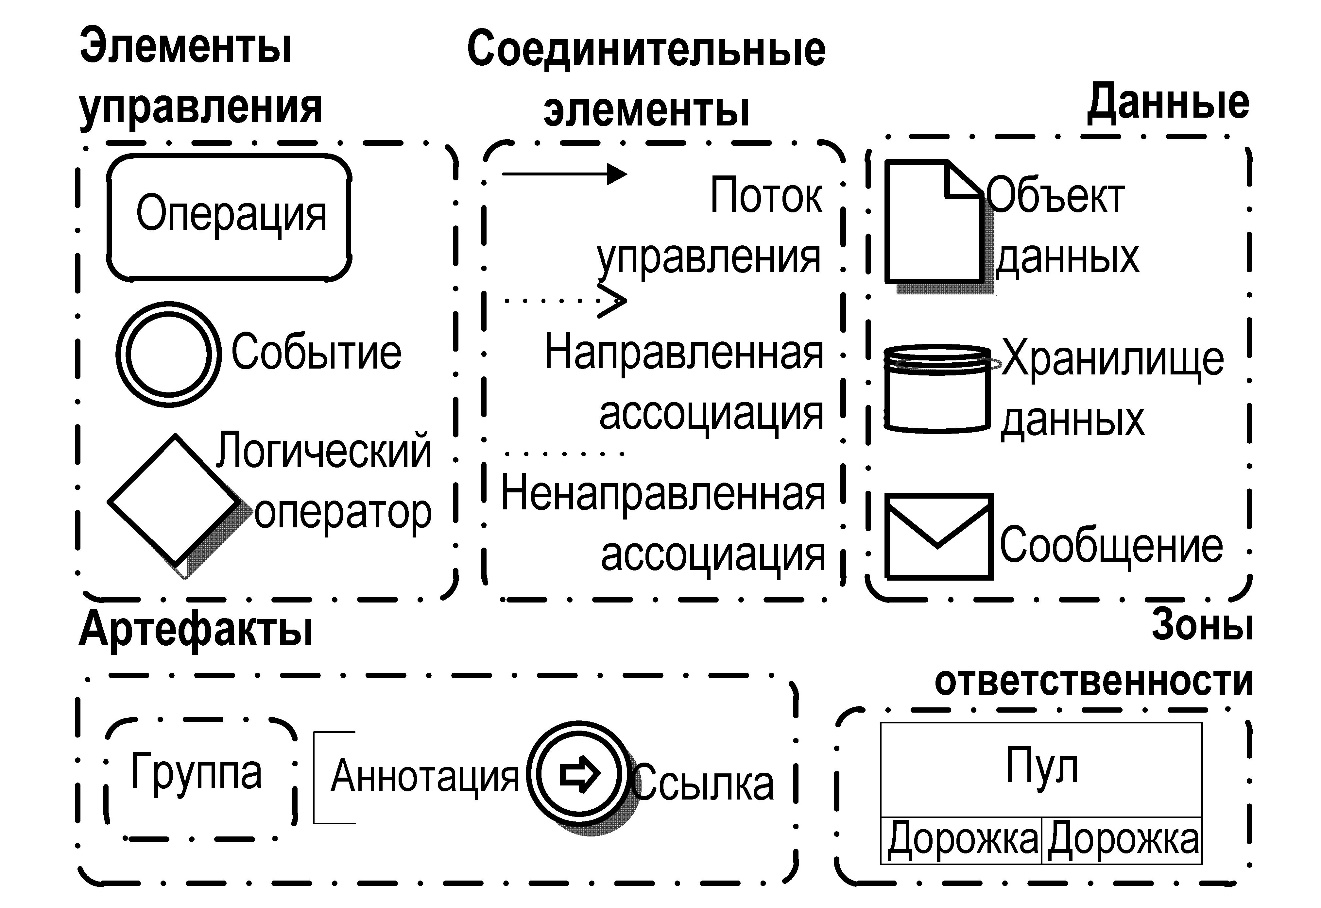 Элементы
управления
Операция
Событие
Логический
оператор
Соединительные
элементы
Поток
управления
Направленная
ассоциация
Ненаправленная
ассоциация
Данные
Объект
данных
Хранилище
данных
Сообщение
Артефакты
Группа
Аннотация
Ссылка
Зоны
ответственности
Пул
Дорожка Дорожка